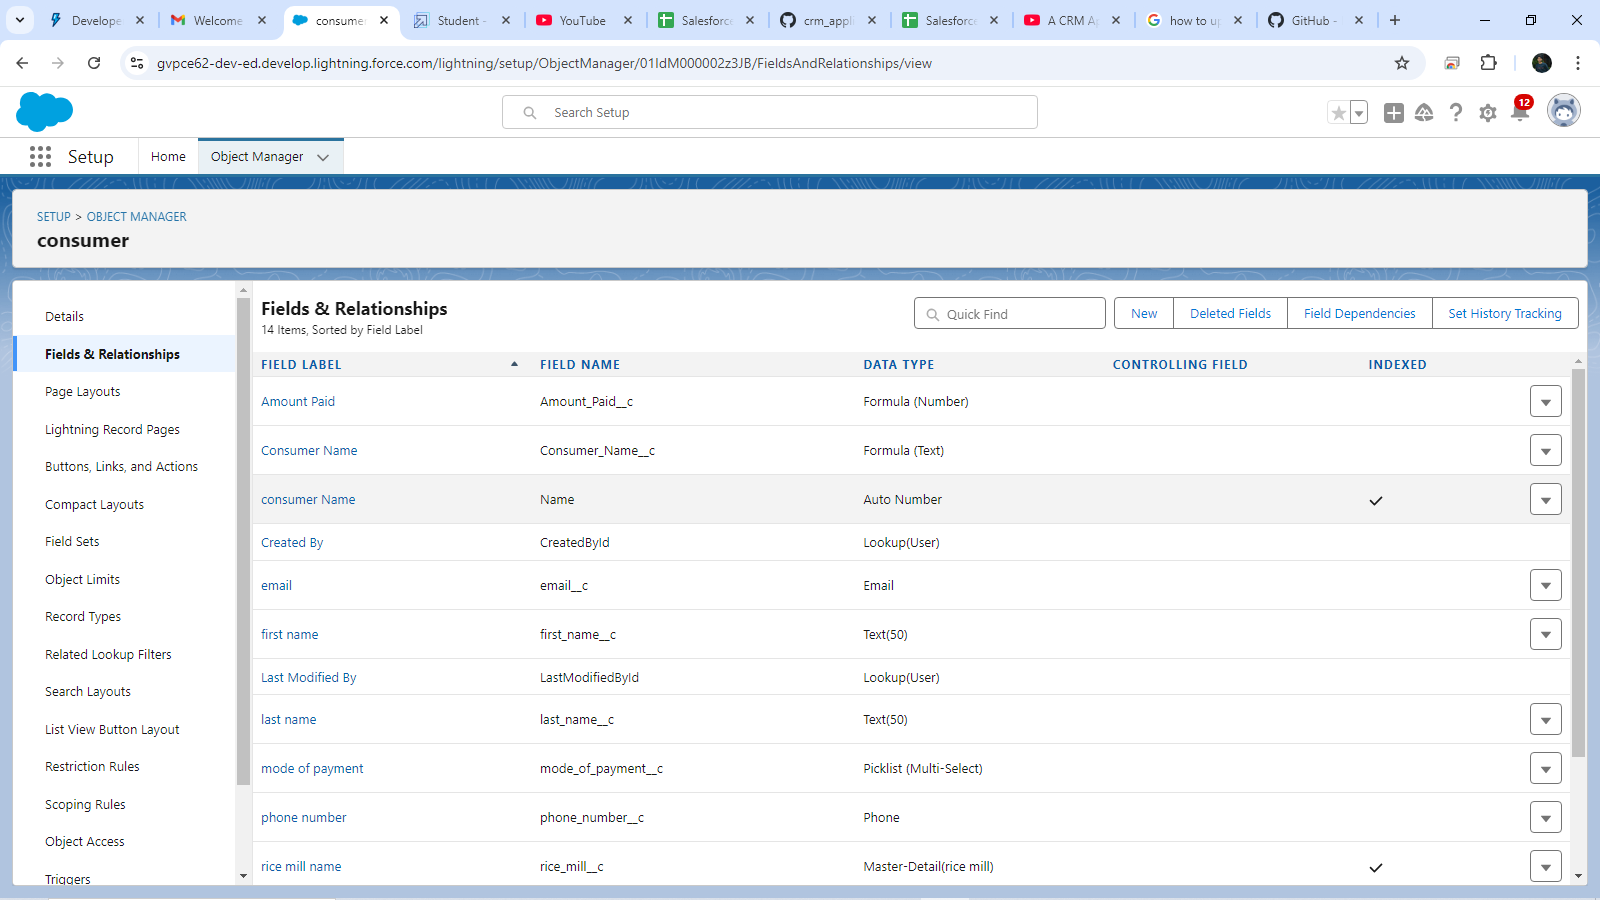 Develope
Welcome
consumer
Student -
YouTube
Salesforce
crm_appli
Salesforce
A CRM Ap
how to up
GitHub -
gvpce62-dev-ed.develop.lightning.force.com/lightning/setup/ObjectManager/01IdM000002z3JB/FieldsAndRelationships/view
Search Setup
12
Setup
Home
Object Manager
SETUP > OBJECT MANAGER
consumer
Details
Fields & Relationships
Page Layouts
Lightning Record Pages
Buttons, Links, and Actions
Compact Layouts
Field Sets
Object Limits
Record Types
Related Lookup Filters
Search Layouts
List View Button Layout
Restriction Rules
Scoping Rules
Object Access
Triggers
Fields & Relationships
14 Items, Sorted by Field Label
Quick Find
New
Deleted Fields
Field Dependencies
Set History Tracking
FIELD LABEL FIELD NAME DATA TYPE CONTROLLING FIELD INDEXED
Amount Paid Amount_Paid__c Formula (Number)
Consumer Name Consumer_Name__c Formula (Text)
consumer Name Name Auto Number
Created By CreatedById Lookup(User)
email email__c Email
first name first_name__c Text(50)
Last Modified By LastModifiedById Lookup(User)
last name last_name__c Text(50)
mode of payment mode_of_payment__c Picklist (Multi-Select)
phone number phone_number__c Phone
rice mill name rice_mill__c Master-Detail(rice mill)